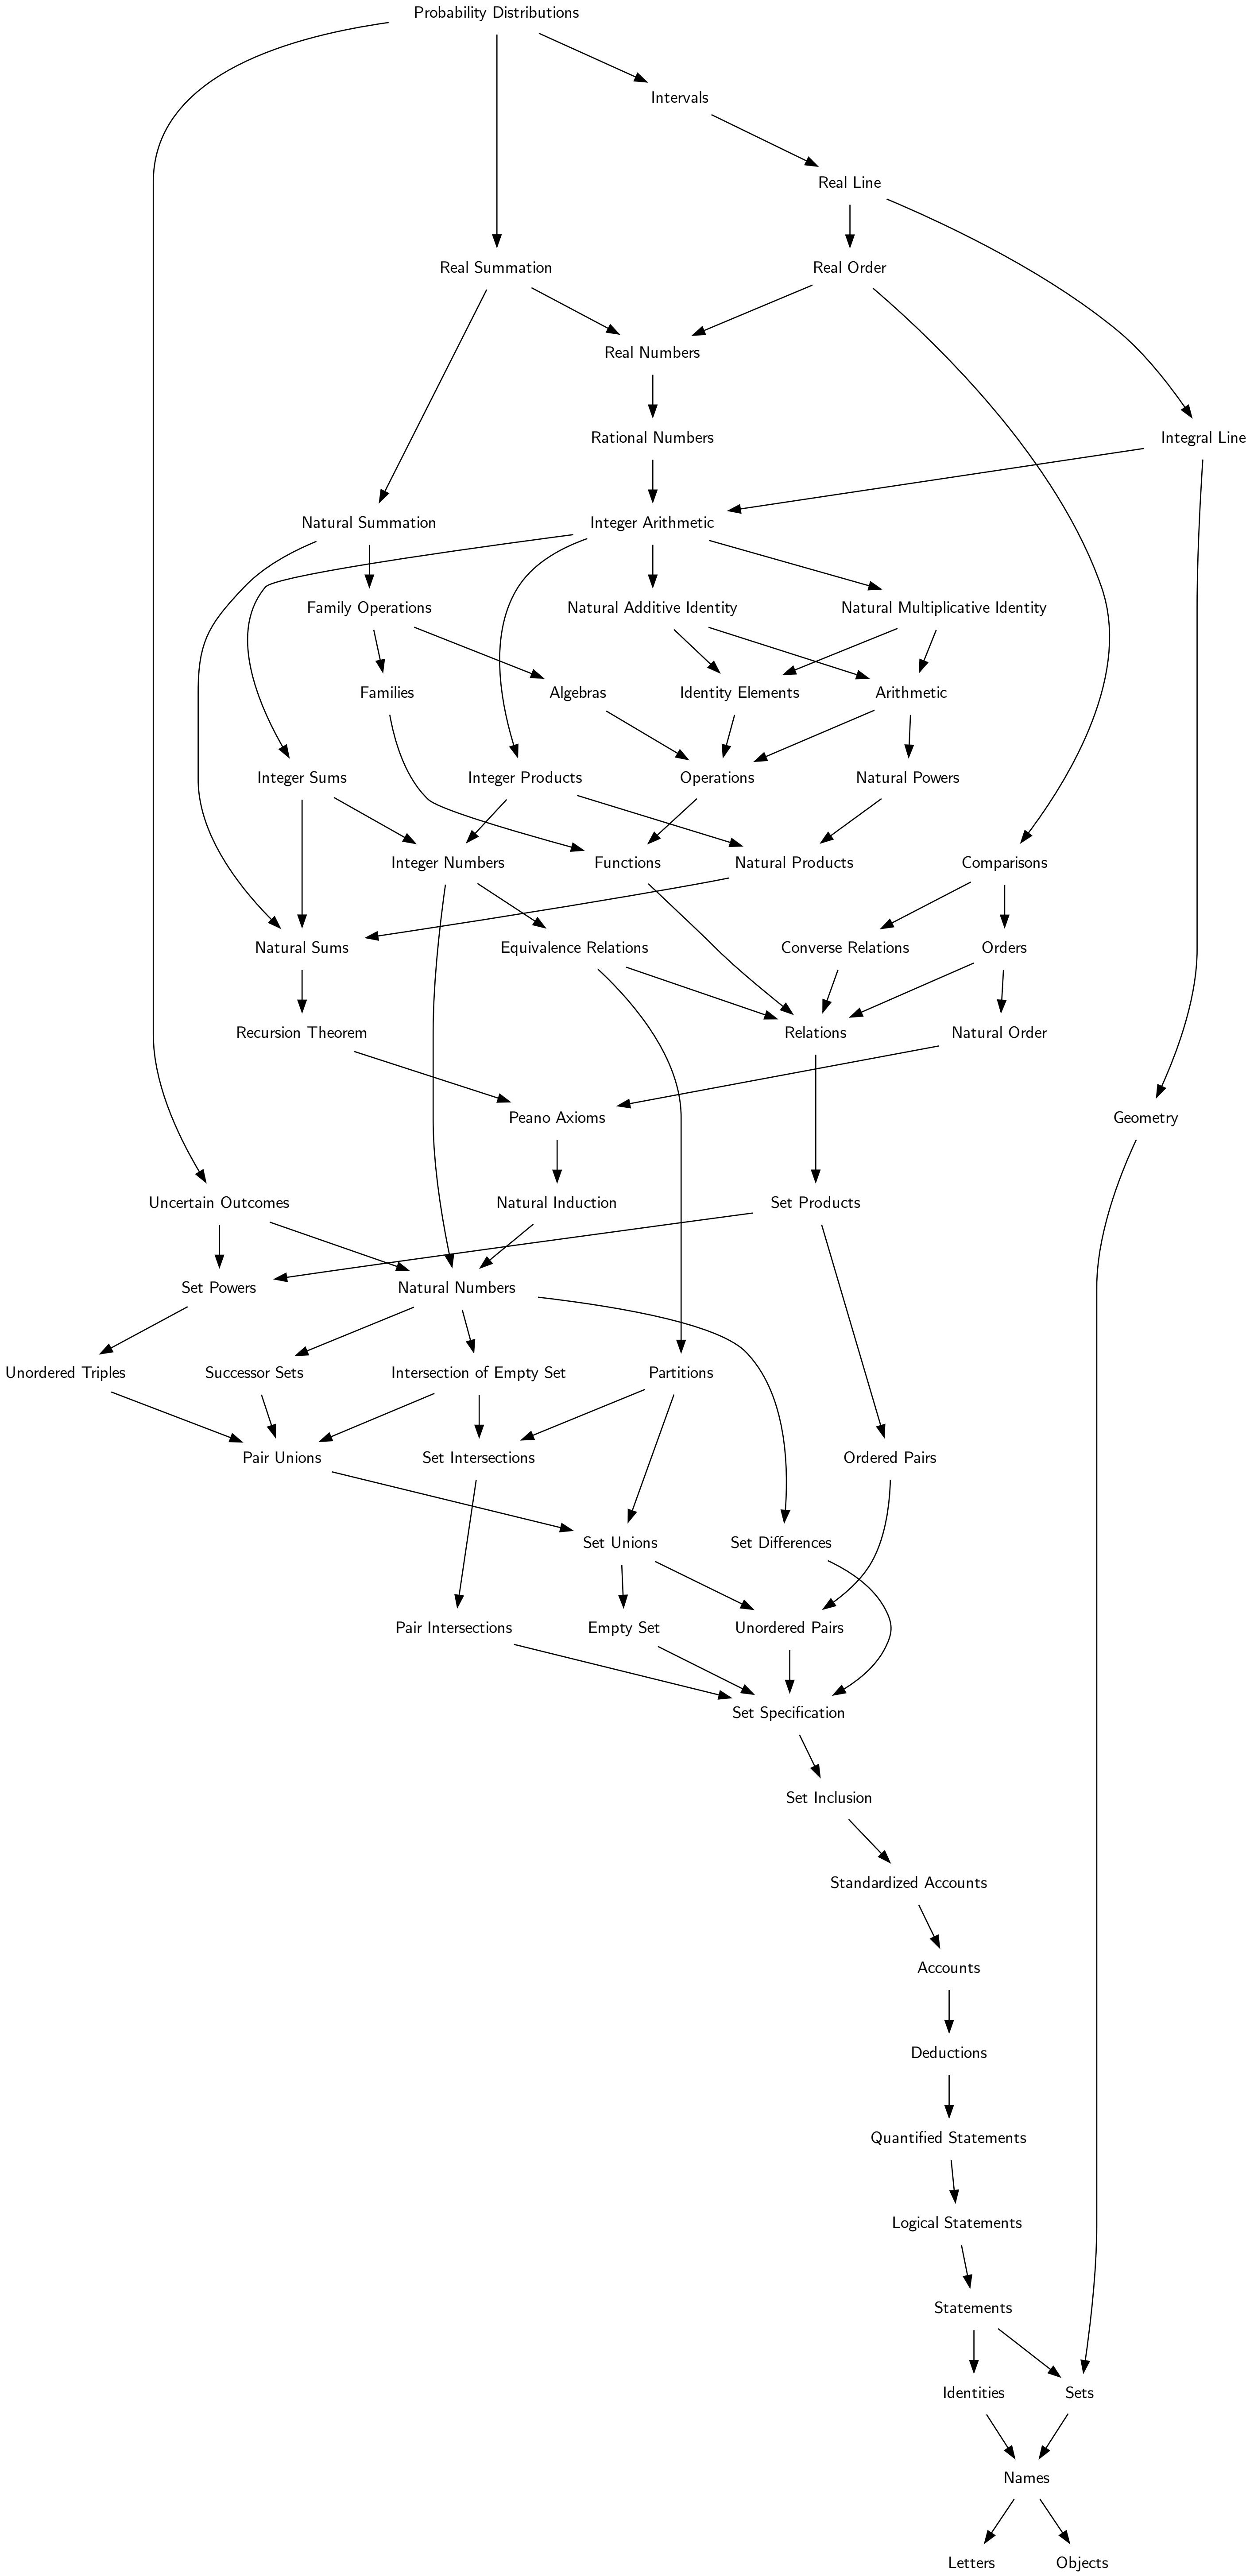 Probability Distributions
Intervals
Real Line
Real Summation
Real Order
Real Numbers
Rational Numbers
Integral Line
Natural Summation
Integer Arithmetic
Family Operations
Natural Additive Identity
Natural Multiplicative Identity
Families
Algebras
Identity Elements
Arithmetic
Integer Sums
Integer Products
Operations
Natural Powers
Integer Numbers
Functions
Natural Products
Comparisons
Natural Sums
Equivalence Relations
Converse Relations
Orders
Recursion Theorem
Relations
Natural Order
Peano Axioms
Geometry
Uncertain Outcomes
Natural Induction
Set Products
Set Powers
Natural Numbers
Unordered Triples
Successor Sets
Intersection of Empty Set
Partitions
Pair Unions
Set Intersections
Ordered Pairs
Set Unions
Set Differences
Pair Intersections
Empty Set
Unordered Pairs
Set Specification
Set Inclusion
Standardized Accounts
Accounts
Deductions
Quantified Statements
Logical Statements
Statements
Identities
Sets
Names
Letters
Objects